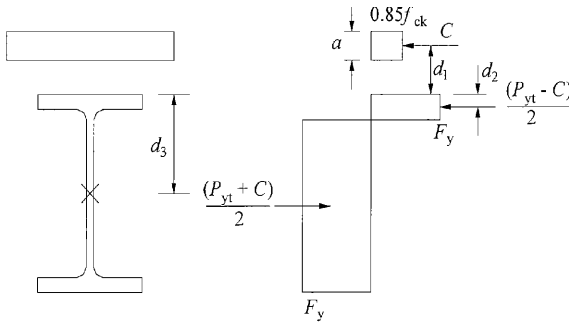 0.85f_ck
a
C
d_1
d_2
(P_yt - C)
2
F_y
d_3
(P_yt + C)
2
F_y